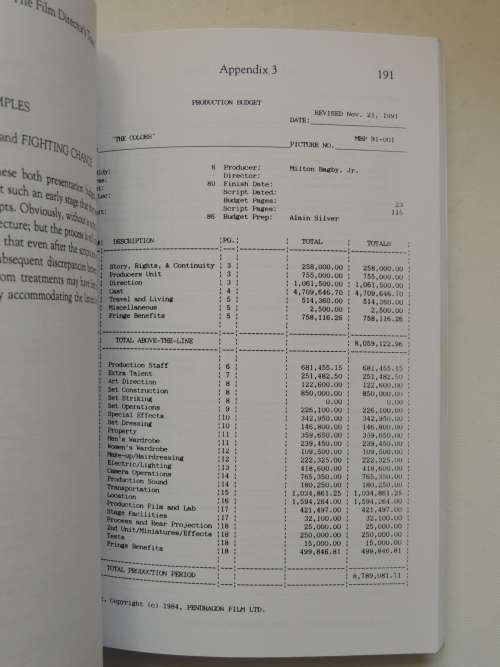 The Film Director's
MPLES
and FIGHTING CHANCE
hese both presentation
t such an early stage that
pts. Obviously, without
ecture; but the process is
that even after the
ubsequent discrepancies
om treatments may have
y accommodating the
Appendix 3
191
PRODUCTION BUDGET
REVISED Nov. 21, 1991
DATE:
"THE COLORS"
PICTURE NO. MBP 91-001
6 Producer: Milton Bagby, Jr.
Director:
80 Finish Date:
Script Dated:
Budget Pages: 23
Script Pages: 115
86 Budget Prep: Alain Silver
DESCRIPTION PG. TOTAL TOTALS
Story, Rights, & Continuity 3 258,000.00 258,000.00
Producers Unit 3 755,000.00 755,000.00
Direction 3 1,061,500.00 1,061,500.00
Cast 4 4,709,646.70 4,709,646.70
Travel and Living 5 514,360.00 514,360.00
Miscellaneous 5 2,500.00 2,500.00
Fringe Benefits 5 758,116.26 758,116.26
TOTAL ABOVE-THE-LINE 8,059,122.96
Production Staff 6 681,455.15 681,455.15
Extra Talent 7 251,482.50 251,482.50
Art Direction 8 122,600.00 122,600.00
Set Construction 8 850,000.00 850,000.00
Set Striking 8 0.00 0.00
Set Operations 9 226,100.00 226,100.00
Special Effects 10 342,950.00 342,950.00
Set Dressing 10 146,800.00 146,800.00
Property 11 359,650.00 359,650.00
Men's Wardrobe 11 239,450.00 239,450.00
Women's Wardrobe 12 109,500.00 109,500.00
Make-up/Hairdressing 12 222,325.00 222,325.00
Electric/Lighting 13 418,600.00 418,600.00
Camera Operations 14 765,350.00 765,350.00
Production Sound 14 180,250.00 180,250.00
Transportation 15 1,034,861.25 1,034,861.25
Location 16 1,594,264.00 1,594,264.00
Production Film and Lab 17 421,497.00 421,497.00
Stage Facilities 17 32,100.00 32,100.00
Process and Rear Projection 18 25,000.00 25,000.00
2nd Unit/Miniatures/Effects 18 250,000.00 250,000.00
Tests 18 15,000.00 15,000.00
Fringe Benefits 18 499,846.81 499,846.81
TOTAL PRODUCTION PERIOD 8,789,081.71
Copyright (c) 1984, PENDRAGON FILM LTD.